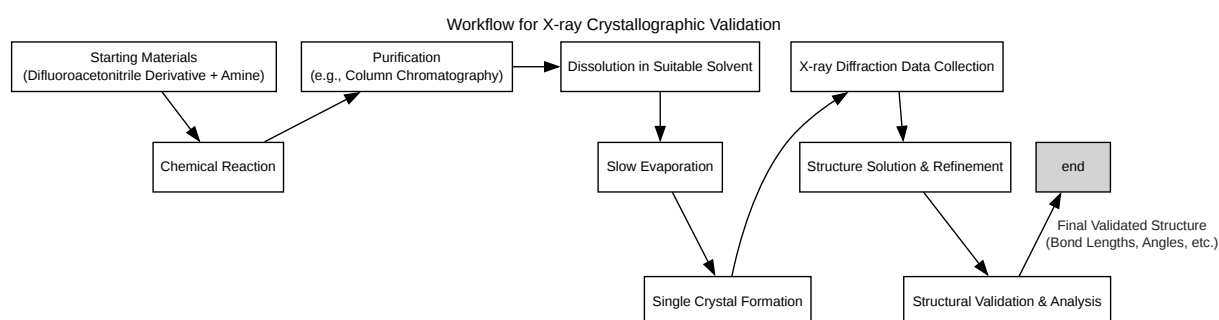 Workflow for X-ray Crystallographic Validation
Starting Materials
(Difluoroacetonitrile Derivative + Amine)
Chemical Reaction
Purification
(e.g., Column Chromatography)
Dissolution in Suitable Solvent
Slow Evaporation
Single Crystal Formation
X-ray Diffraction Data Collection
Structure Solution & Refinement
Structural Validation & Analysis
Final Validated Structure
(Bond Lengths, Angles, etc.)
end